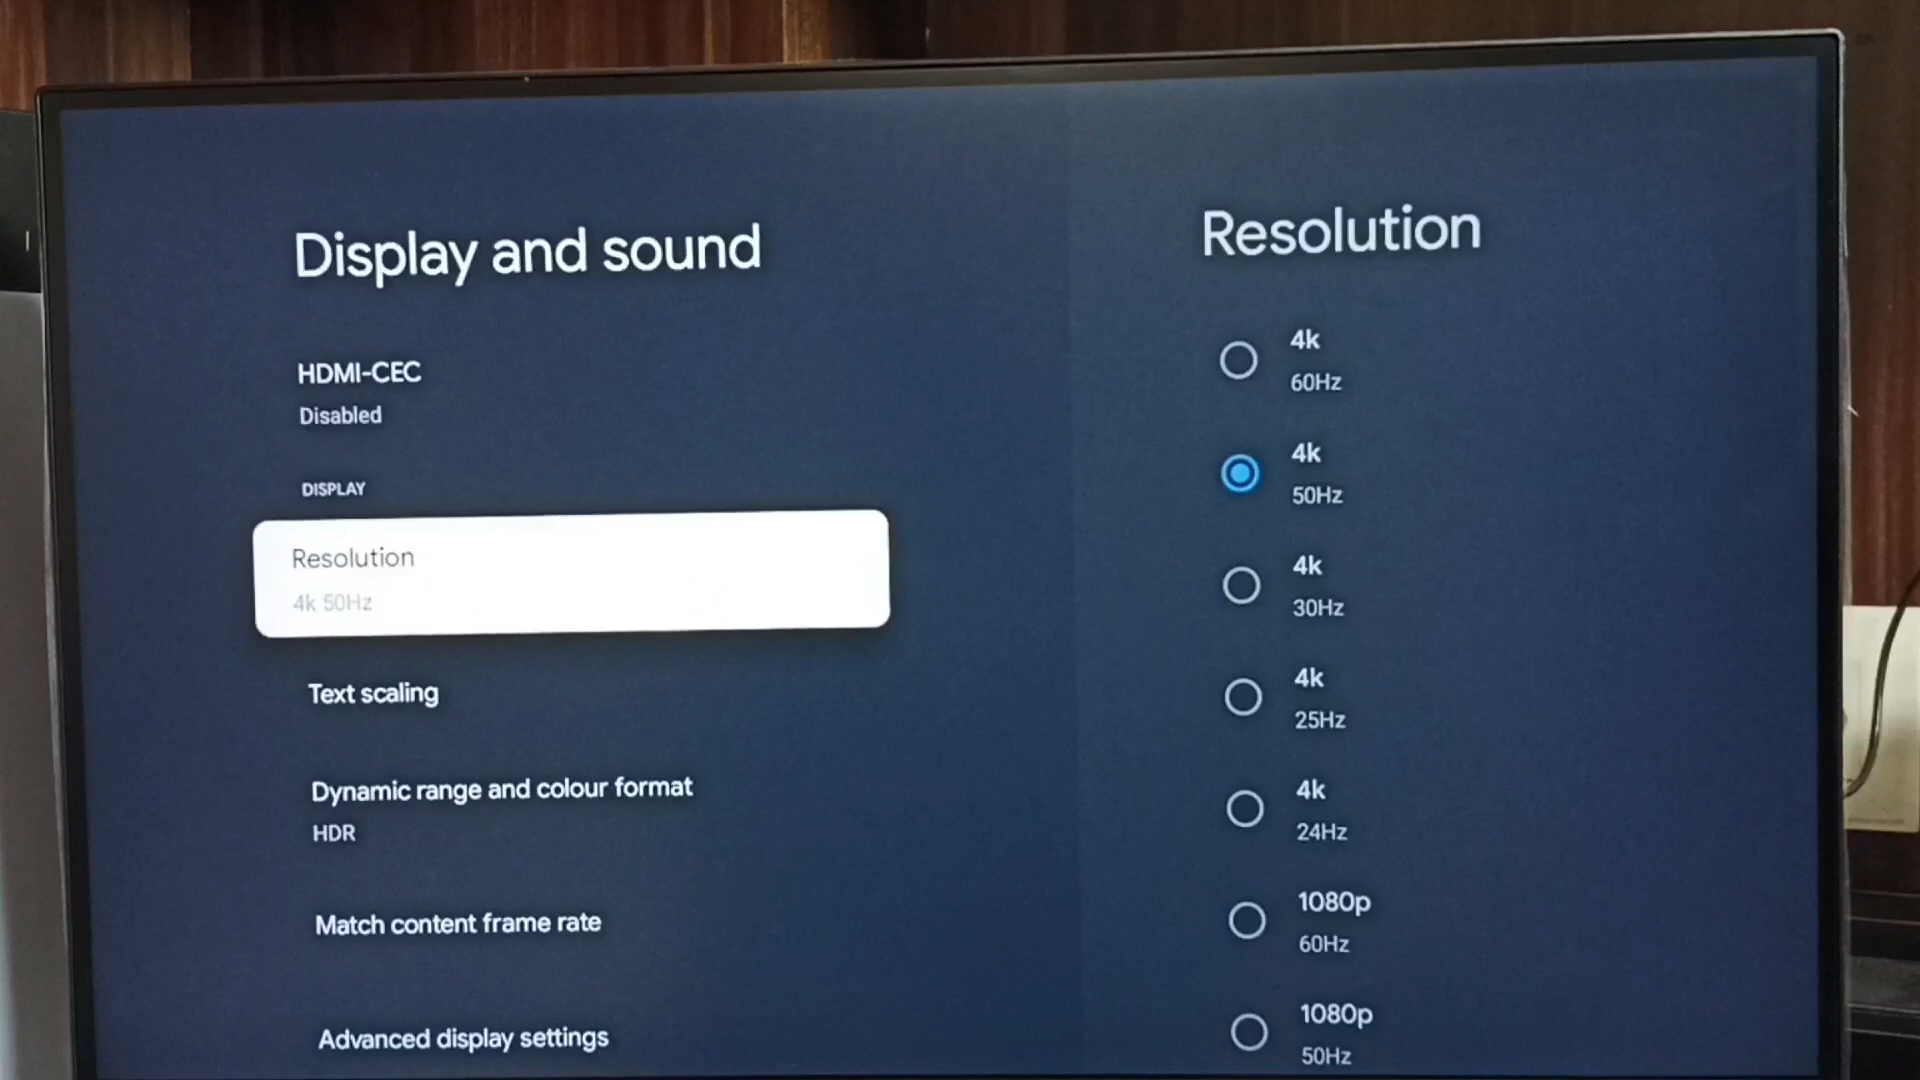 Display and sound
HDMI-CEC
Disabled
DISPLAY
Resolution
4k 50Hz
Text scaling
Dynamic range and colour format
HDR
Match content frame rate
Advanced display settings
Resolution
4k
60Hz
4k
50Hz
4k
30Hz
4k
25Hz
4k
24Hz
1080p
60Hz
1080p
50Hz